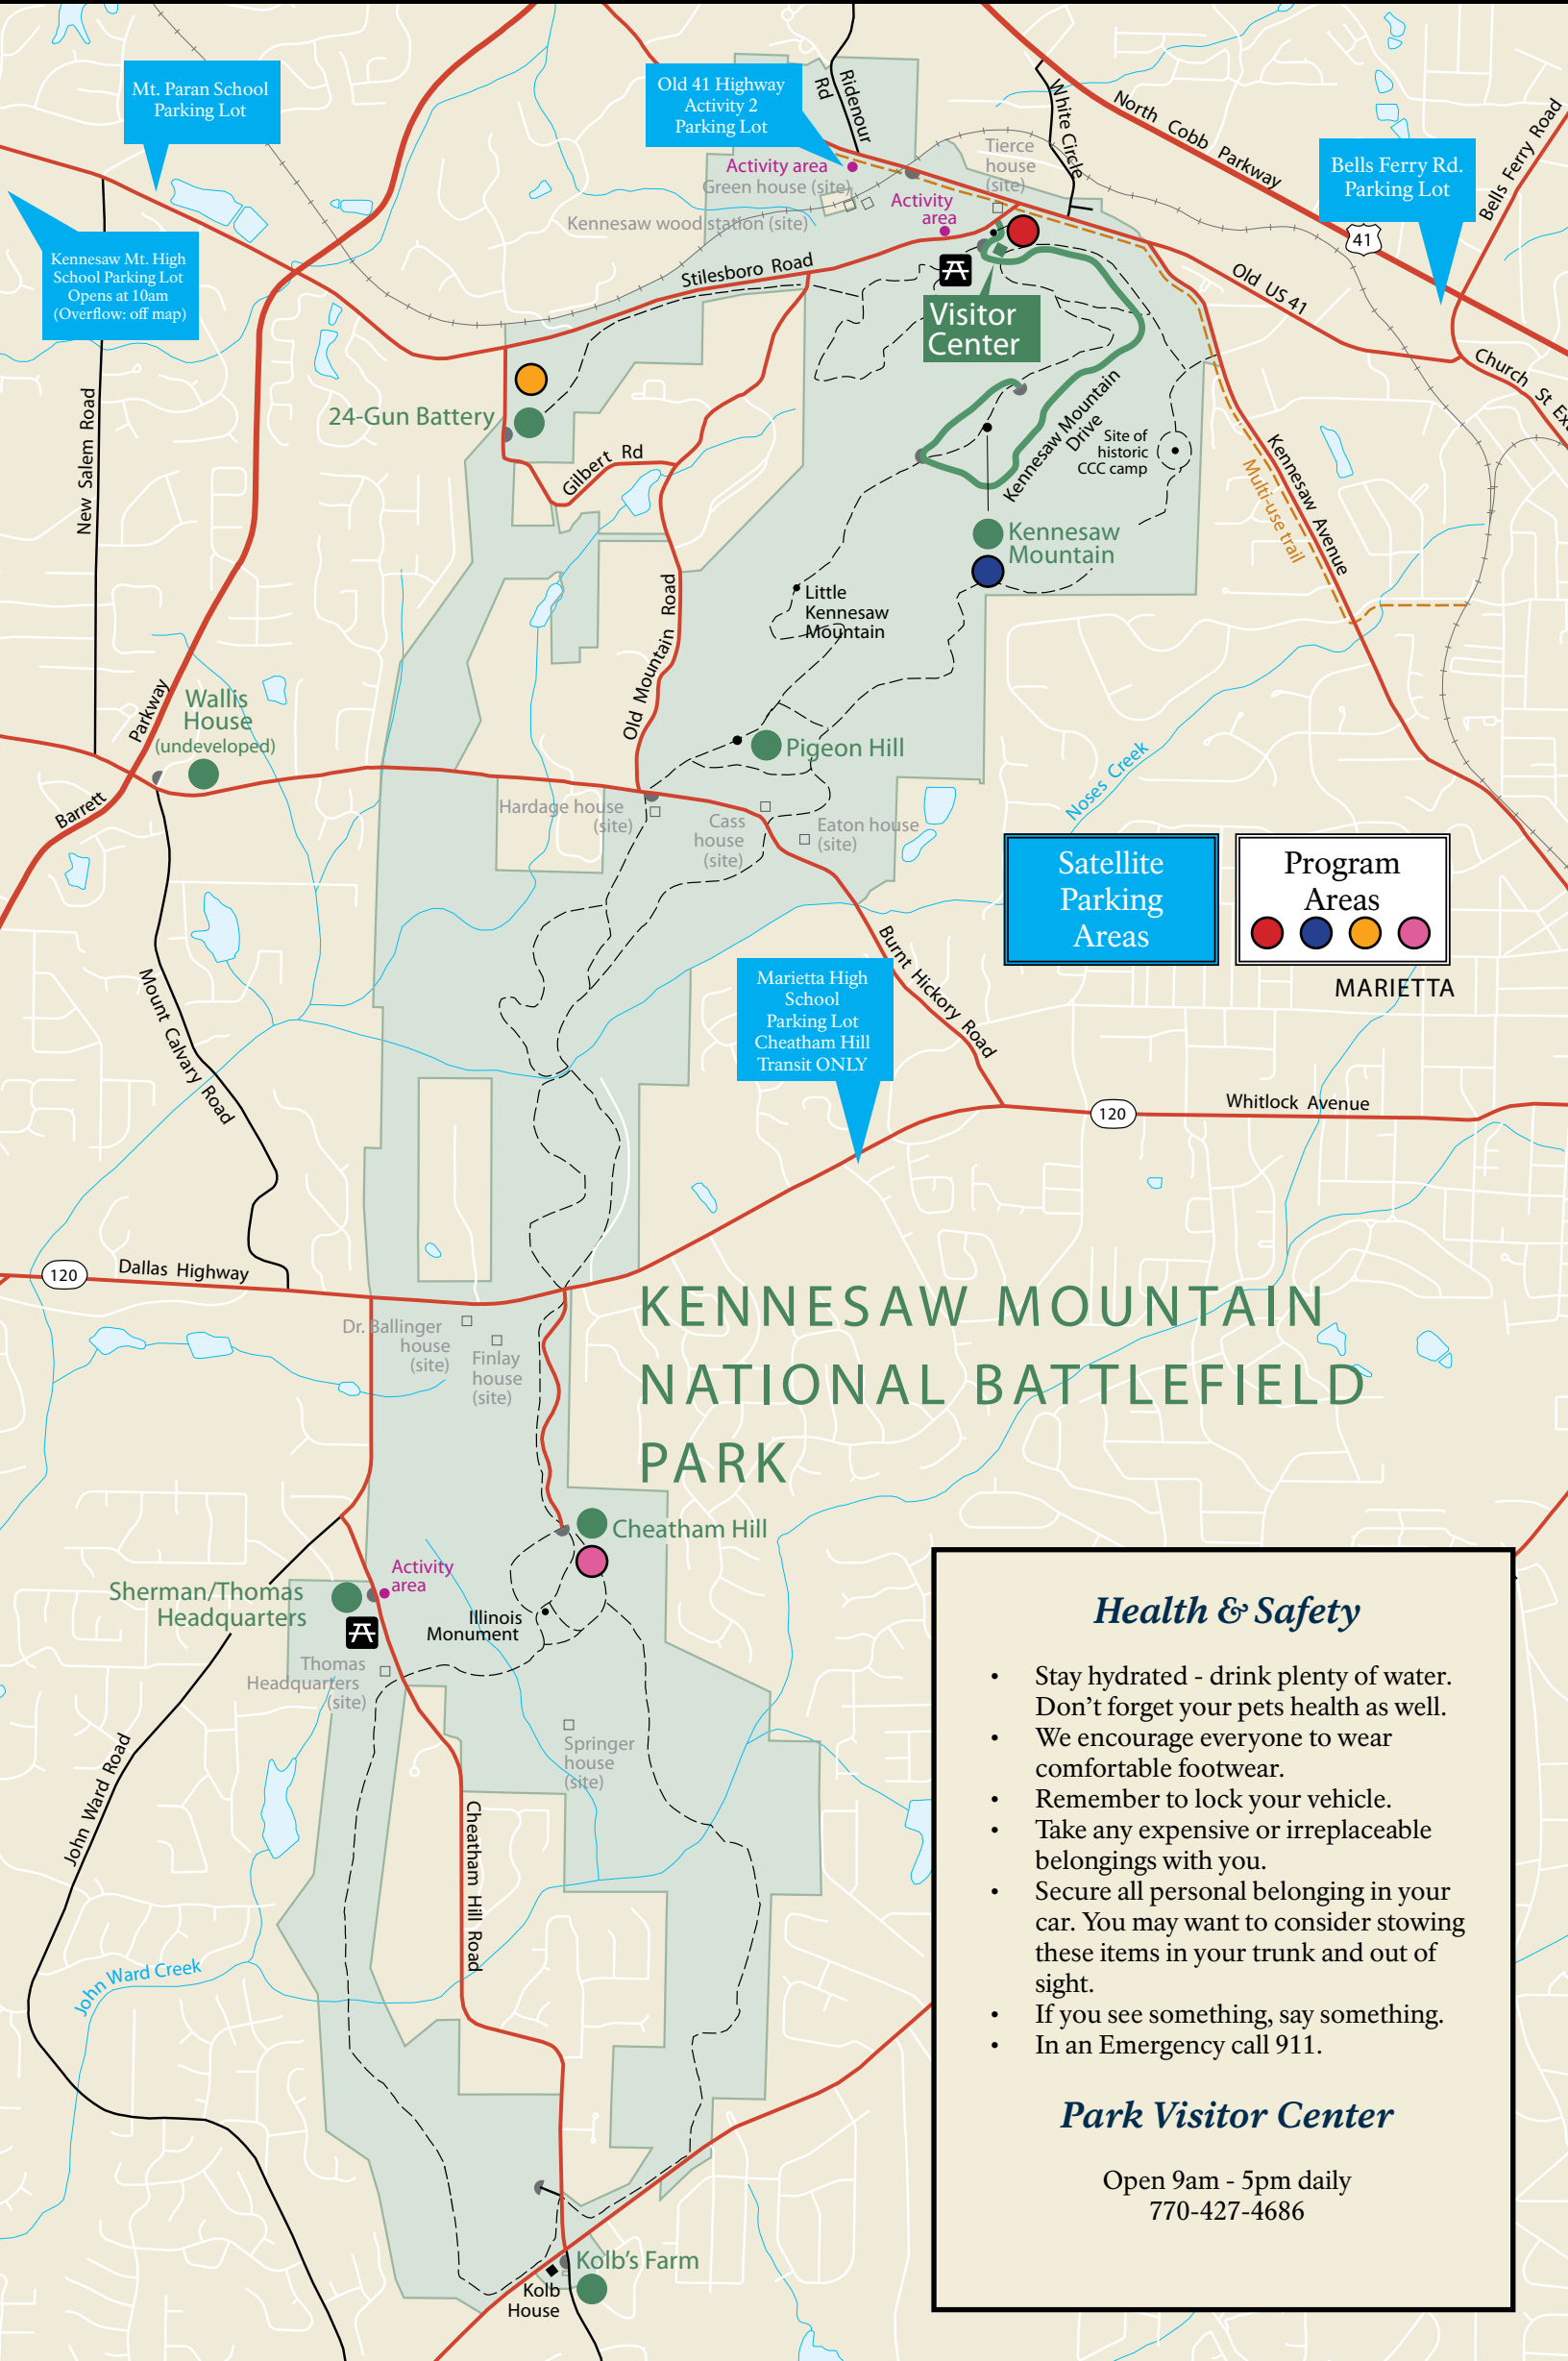 Mt. Paran School
Parking Lot
Old 41 Highway
Activity 2
Parking Lot
Ridenour
Rd
White Circle
North Cobb Parkway
Bells Ferry Road
Bells Ferry Rd.
Parking Lot
41
Tierce
house
(site)
Activity area
Green house (site)
Activity
area
Kennesaw wood station (site)
Kennesaw Mt. High
School Parking Lot
Opens at 10am
(Overflow: off map)
Stilesboro Road
Old US 41
Visitor
Center
Church St Ex
24-Gun Battery
New Salem Road
Gilbert Rd
Kennesaw Mountain
Drive
Site of
historic
CCC camp
Kennesaw Avenue
Multi-use trail
Kennesaw
Mountain
Little
Kennesaw
Mountain
Old Mountain Road
Wallis
House
(undeveloped)
Parkway
Barrett
Pigeon Hill
Noses Creek
Hardage house
(site)
Cass
house
(site)
Eaton house
(site)
Satellite
Parking
Areas
Program
Areas
MARIETTA
Burnt Hickory Road
Mount Calvary Road
Marietta High
School
Parking Lot
Cheatham Hill
Transit ONLY
120
Whitlock Avenue
120
Dallas Highway
KENNESAW MOUNTAIN
NATIONAL BATTLEFIELD
PARK
Dr. Ballinger
house
(site)
Finlay
house
(site)
Cheatham Hill
Activity
area
Sherman/Thomas
Headquarters
Illinois
Monument
Thomas
Headquarters
(site)
Springer
house
(site)
John Ward Road
Cheatham Hill Road
John Ward Creek
Kolb's Farm
Kolb
House
Health & Safety
• Stay hydrated - drink plenty of water.
Don't forget your pets health as well.
• We encourage everyone to wear
comfortable footwear.
• Remember to lock your vehicle.
• Take any expensive or irreplaceable
belongings with you.
• Secure all personal belonging in your
car. You may want to consider stowing
these items in your trunk and out of
sight.
• If you see something, say something.
• In an Emergency call 911.
Park Visitor Center
Open 9am - 5pm daily
770-427-4686